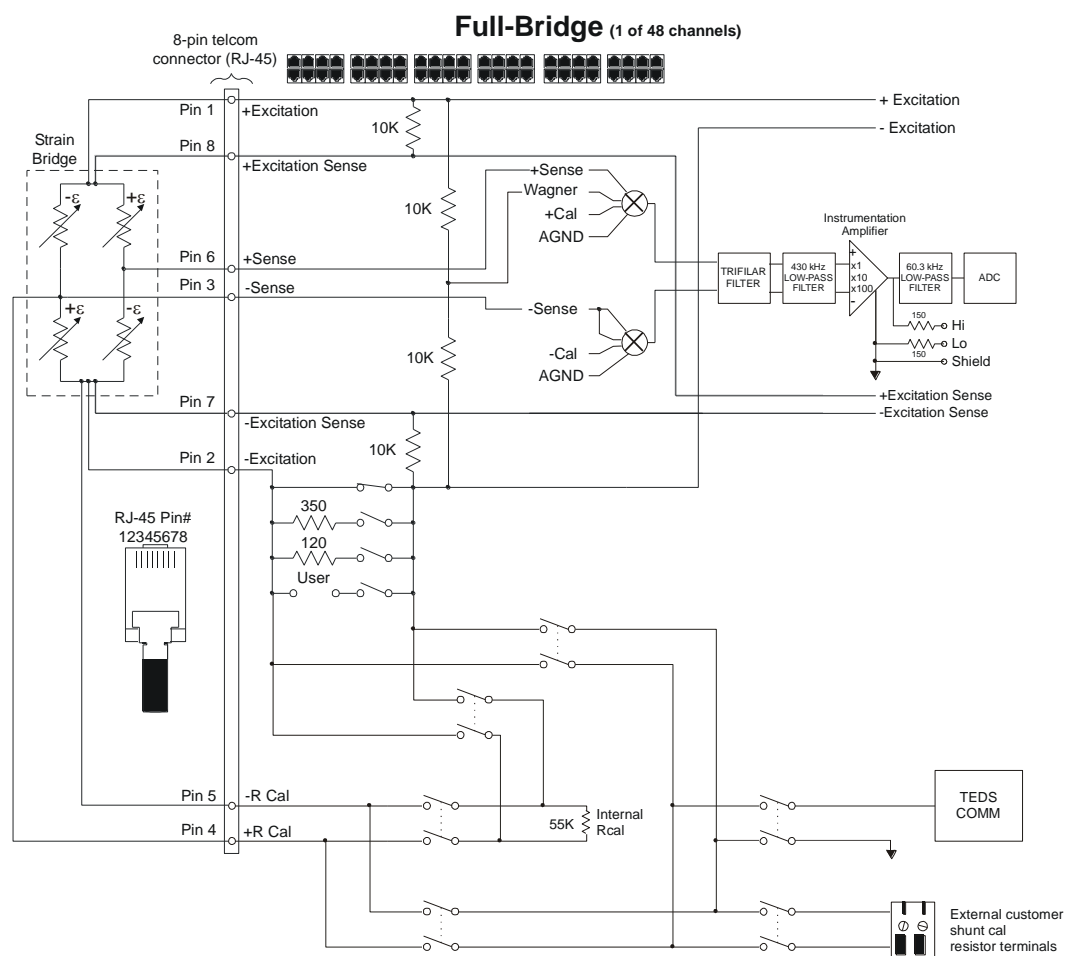 Full-Bridge (1 of 48 channels)
8-pin telcom
connector (RJ-45)
Pin 1
+Excitation
+ Excitation
10K
- Excitation
Strain
Bridge
Pin 8
+Excitation Sense
+Sense
Wagner
+Cal
AGND
10K
-ε
+ε
Instrumentation
Amplifier
Pin 6
+Sense
Pin 3
-Sense
TRIFILAR
FILTER
430 kHz
LOW-PASS
FILTER
+
x1
x10
x100
-
60.3 kHz
LOW-PASS
FILTER
ADC
+ε
-ε
-Sense
-Cal
AGND
10K
150
Hi
Lo
150
Shield
+Excitation Sense
-Excitation Sense
Pin 7
-Excitation Sense
10K
Pin 2
-Excitation
350
120
User
RJ-45 Pin#
12345678
Pin 5
-R Cal
Pin 4
+R Cal
55K
Internal
Rcal
TEDS
COMM
External customer
shunt cal
resistor terminals